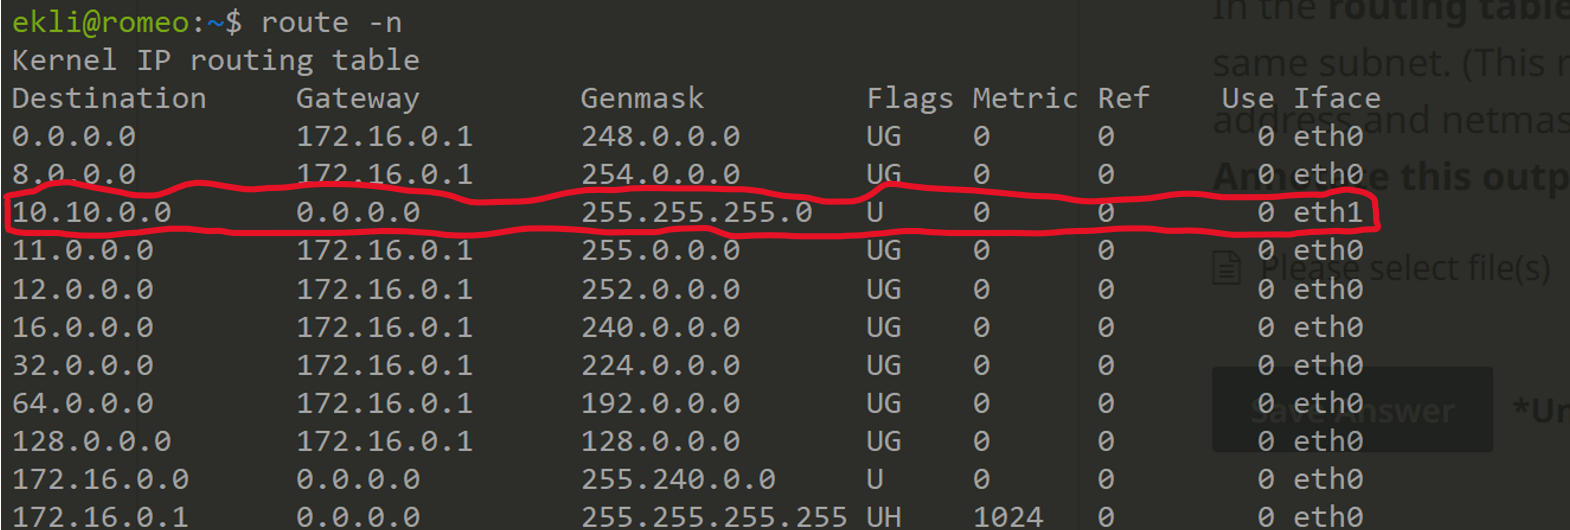 ekli@romeo:~$ route -n
Kernel IP routing table
Destination Gateway Genmask Flags Metric Ref Use Iface
0.0.0.0 172.16.0.1 248.0.0.0 UG 0 0 0 eth0
8.0.0.0 172.16.0.1 254.0.0.0 UG 0 0 0 eth0
10.10.0.0 0.0.0.0 255.255.255.0 U 0 0 0 eth1
11.0.0.0 172.16.0.1 255.0.0.0 UG 0 0 0 eth0
12.0.0.0 172.16.0.1 252.0.0.0 UG 0 0 0 eth0
16.0.0.0 172.16.0.1 240.0.0.0 UG 0 0 0 eth0
32.0.0.0 172.16.0.1 224.0.0.0 UG 0 0 0 eth0
64.0.0.0 172.16.0.1 192.0.0.0 UG 0 0 0 eth0
128.0.0.0 172.16.0.1 128.0.0.0 UG 0 0 0 eth0
172.16.0.0 0.0.0.0 255.240.0.0 U 0 0 0 eth0
172.16.0.1 0.0.0.0 255.255.255.255 UH 1024 0 0 eth0
In the routing table
same subnet. (This
address and
this
Please select file(s)
Save Answer